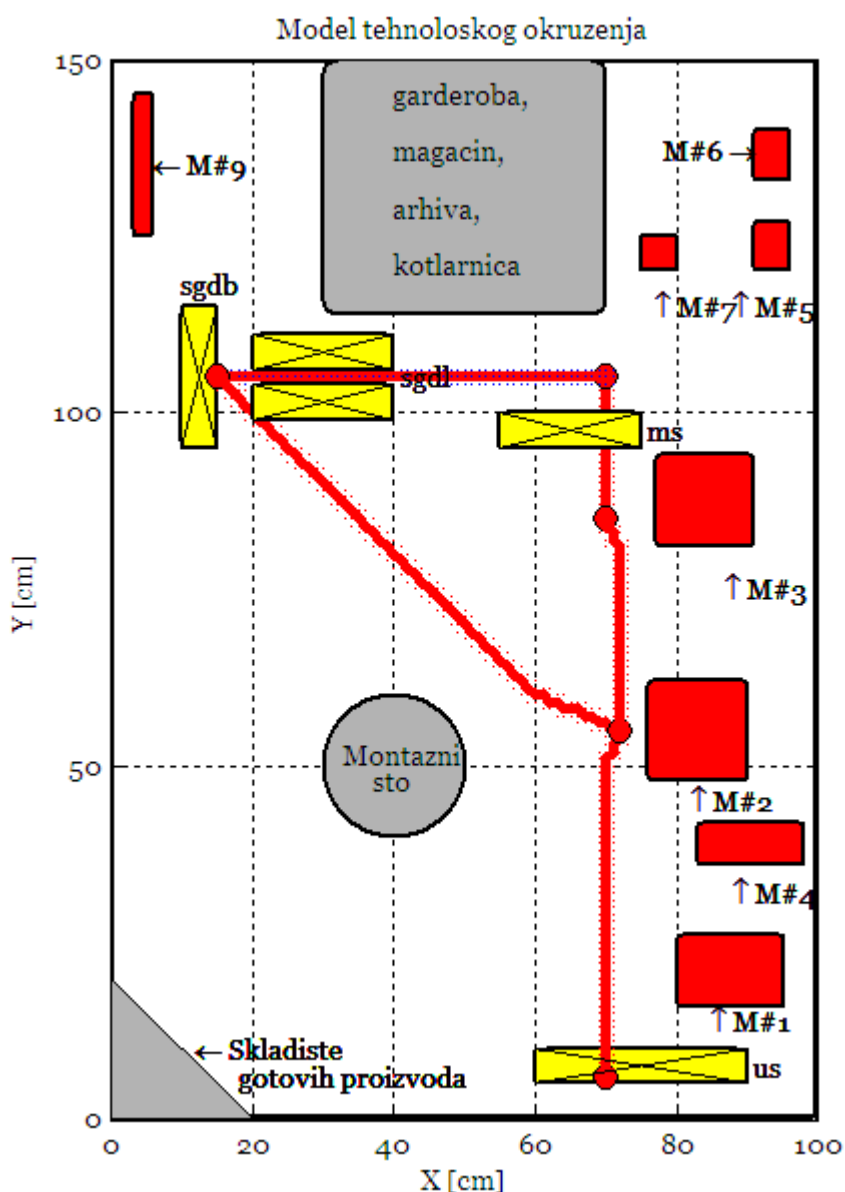 Model tehnoloskog okruzenja
150
garderoba,
magacin,
arhiva,
kotlarnica
← M#9
M#6 →
sgdb
↑ M#7
↑ M#5
sgdl
100
ms
↑ M#3
Y [cm]
Montazni
sto
50
↑ M#2
↑ M#4
↑ M#1
← Skladiste
gotovih proizvoda
us
0
0 20 40 60 80 100
X [cm]